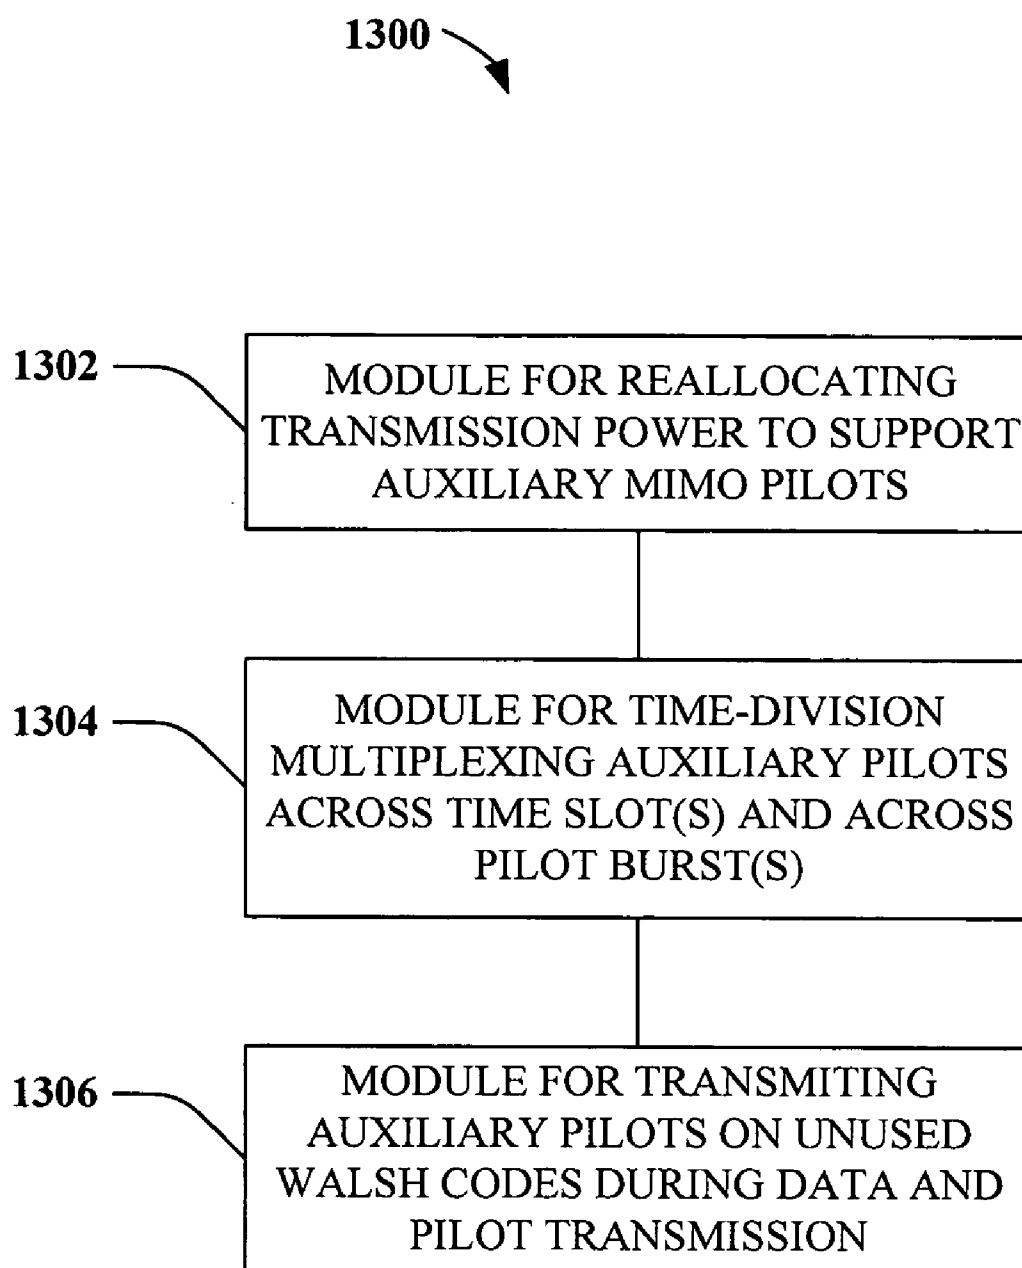 1300
1302
MODULE FOR REALLOCATING
TRANSMISSION POWER TO SUPPORT
AUXILIARY MIMO PILOTS
1304
MODULE FOR TIME-DIVISION
MULTIPLEXING AUXILIARY PILOTS
ACROSS TIME SLOT(S) AND ACROSS
PILOT BURST(S)
1306
MODULE FOR TRANSMITING
AUXILIARY PILOTS ON UNUSED
WALSH CODES DURING DATA AND
PILOT TRANSMISSION